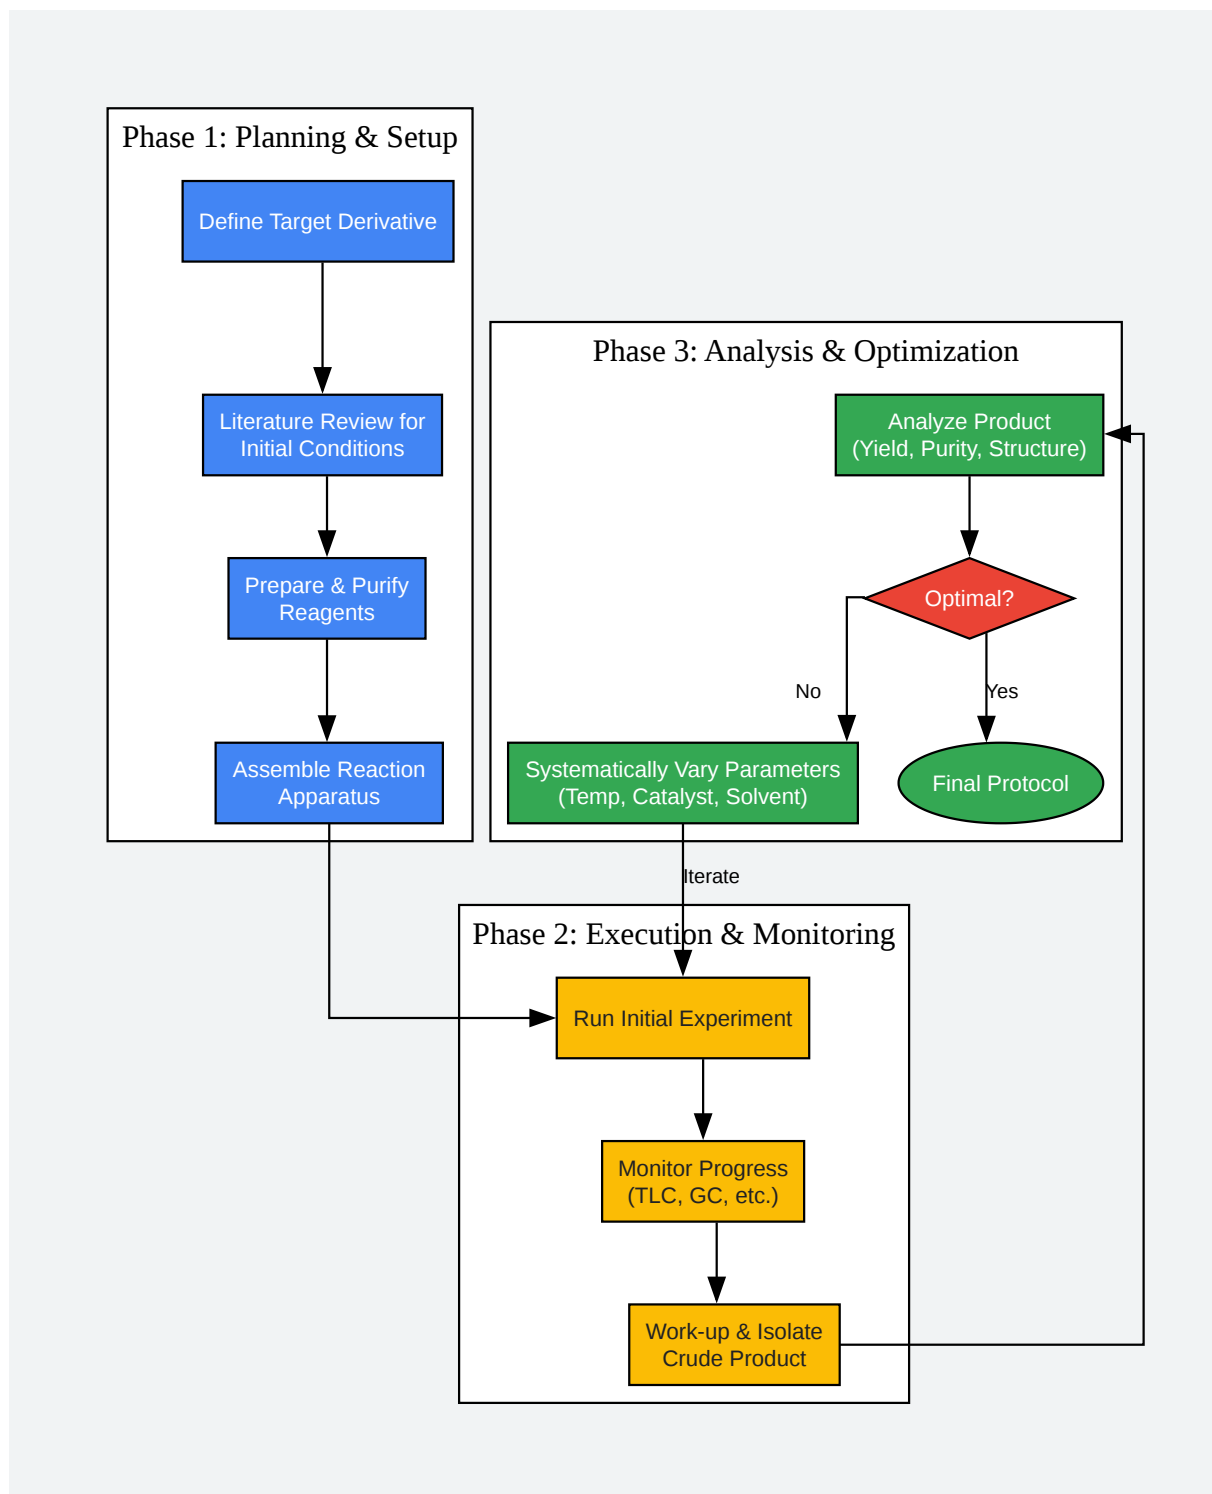 Phase 1: Planning & Setup
Define Target Derivative
Literature Review for
Initial Conditions
Prepare & Purify
Reagents
Assemble Reaction
Apparatus
Phase 3: Analysis & Optimization
Analyze Product
(Yield, Purity, Structure)
Optimal?
No
Yes
Systematically Vary Parameters
(Temp, Catalyst, Solvent)
Final Protocol
Iterate
Phase 2: Execution & Monitoring
Run Initial Experiment
Monitor Progress
(TLC, GC, etc.)
Work-up & Isolate
Crude Product